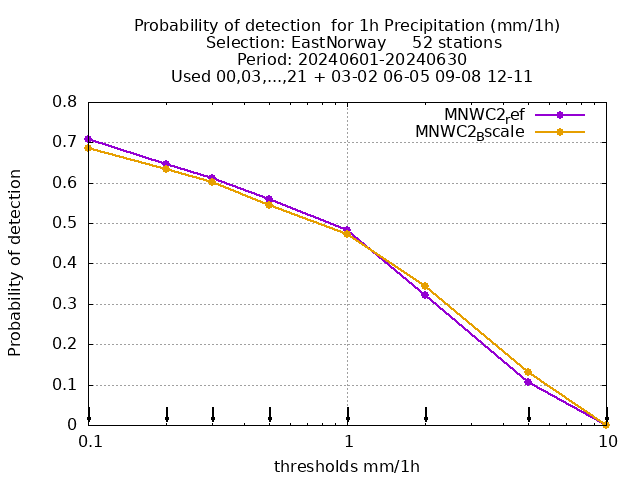 Probability of detection  for 1h Precipitation (mm/1h)
Selection: EastNorway     52 stations
Period: 20240601-20240630
Used 00,03,...,21 + 03-02 06-05 09-08 12-11
MNWC2_ref
MNWC2_Bscale
Probability of detection
0.8
0.7
0.6
0.5
0.4
0.3
0.2
0.1
0
0.1 1 10
thresholds mm/1h